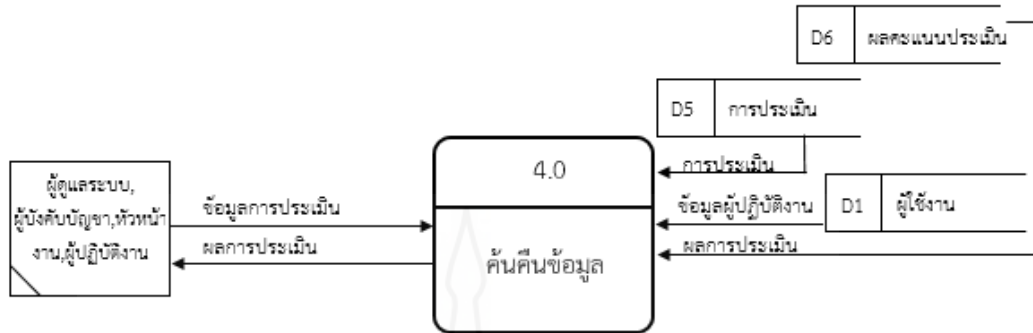 D6 ผลคะแนนประเมิน
D5 การประเมิน
4.0
การประเมิน
ผู้ดูแลระบบ,
ผู้บังคับบัญชา,หัวหน้า
งาน,ผู้ปฏิบัติงาน
ข้อมูลการประเมิน
ข้อมูลผู้ปฏิบัติงาน
D1 ผู้ใช้งาน
ผลการประเมิน
ผลการประเมิน
ค้นคืนข้อมูล